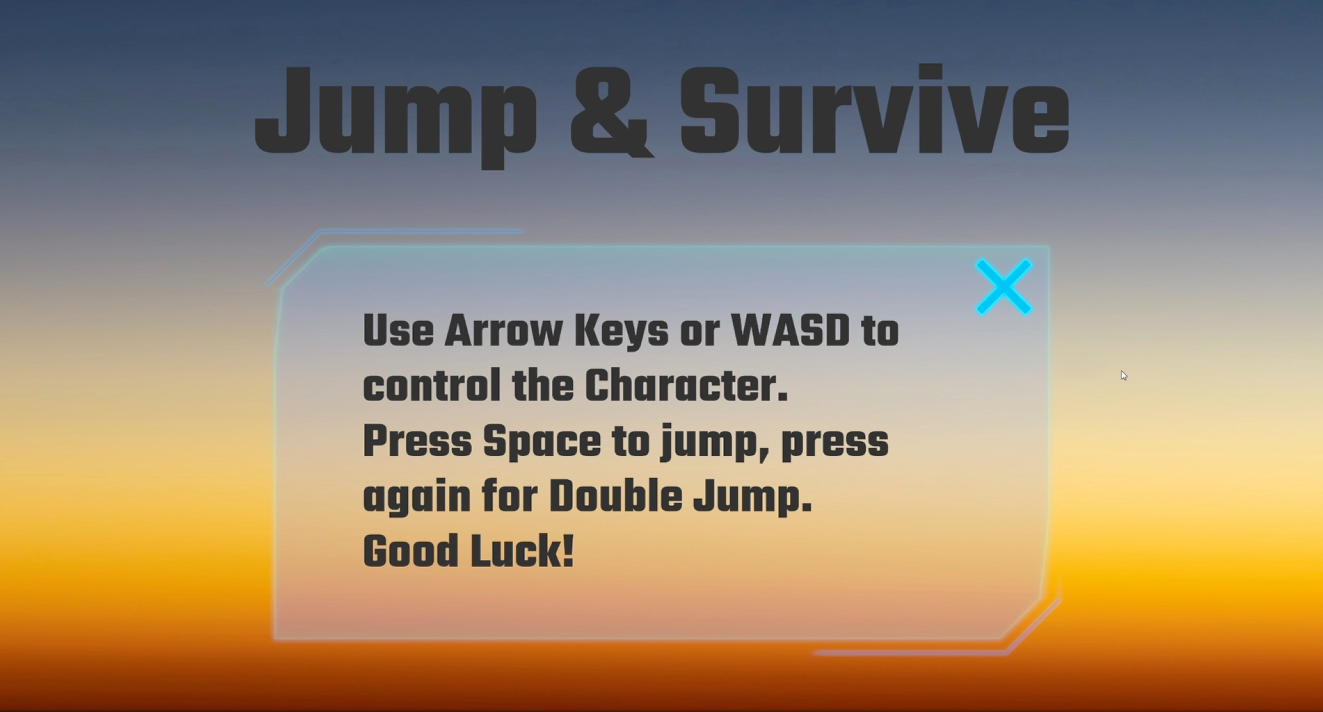 Jump & Survive
Use Arrow Keys or WASD to
control the Character.
Press Space to jump, press
again for Double Jump.
Good Luck!